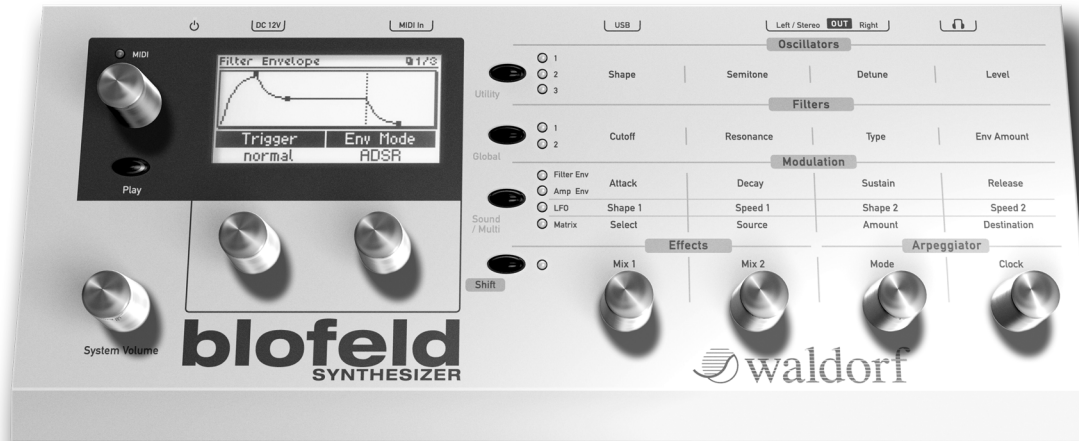 DC 12V
MIDI In
USB
Left / Stereo OUT Right
MIDI
Filter Envelope 1/3
Trigger Env Mode
normal ADSR
Play
System Volume
blofeld
SYNTHESIZER
Oscillators
1
2
3
Shape Semitone Detune Level
Utility
Filters
1
2
Cutoff Resonance Type Env Amount
Global
Modulation
Filter Env
Attack Decay Sustain Release
Amp Env
LFO Shape 1 Speed 1 Shape 2 Speed 2
Sound
/ Multi
Matrix Select Source Amount Destination
Effects Arpeggiator
Mix 1 Mix 2 Mode Clock
Shift
waldorf